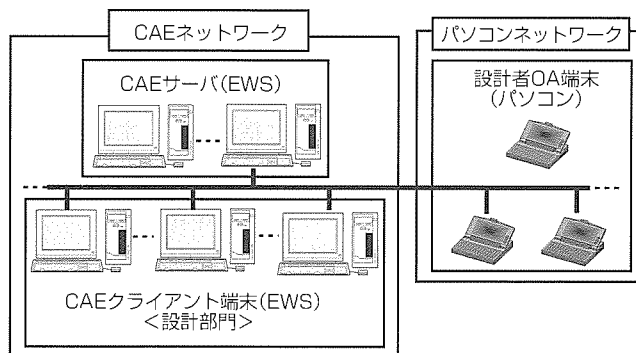 CAEネットワーク
CAEサーバ(EWS)
CAEクライアント端末(EWS)
<設計部門>
パソコンネットワーク
設計者OA端末
(パソコン)